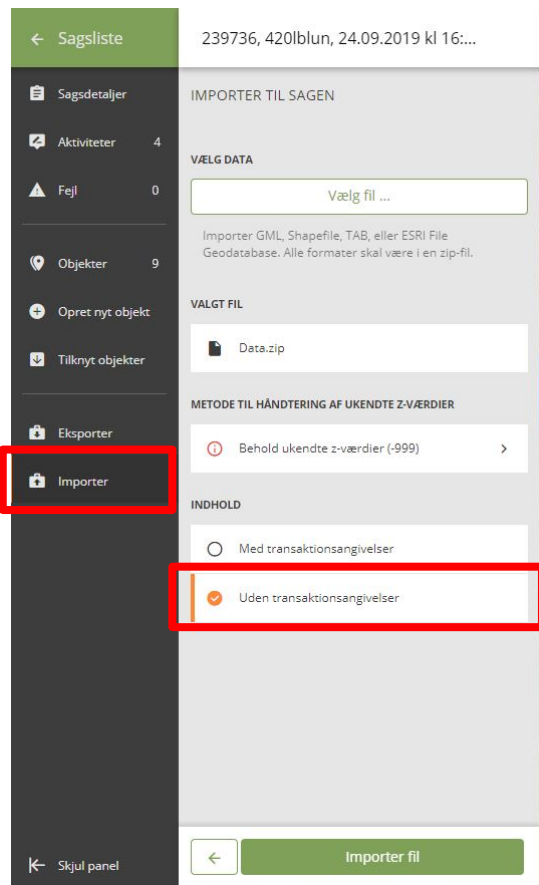 Sagsliste
Sagsdetaljer
Aktiviteter 4
Fejl 0
Objekter 9
Opret nyt objekt
Tilknyt objekter
Eksporter
Importer
Skjul panel
239736, 420lblun, 24.09.2019 kl 16:...
IMPORTER TIL SAGEN
VÆLG DATA
Vælg fil ...
Importer GML, Shapefile, TAB, eller ESRI File
Geodatabase. Alle formater skal være i en zip-fil.
VALGT FIL
Data.zip
METODE TIL HÅNDTERING AF UKENDTE Z-VÆRDIER
Behold ukendte z-værdier (-999)
INDHOLD
Med transaktionsangivelser
Uden transaktionsangivelser
Importer fil